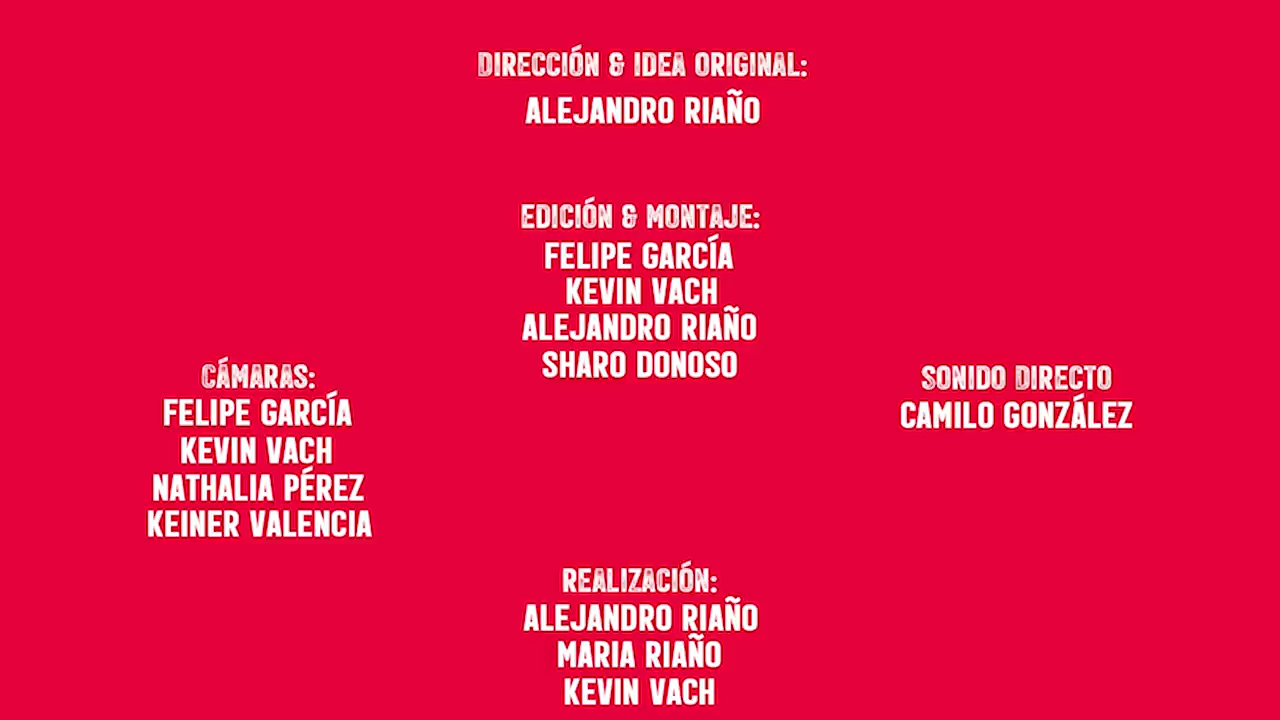 DIRECCIÓN & IDEA ORIGINAL:
ALEJANDRO RIAÑO
EDICIÓN & MONTAJE:
FELIPE GARCÍA
KEVIN VACH
ALEJANDRO RIAÑO
SHARO DONOSO
CÁMARAS:
FELIPE GARCÍA
KEVIN VACH
NATHALIA PÉREZ
KEINER VALENCIA
SONIDO DIRECTO
CAMILO GONZÁLEZ
REALIZACIÓN:
ALEJANDRO RIAÑO
MARIA RIAÑO
KEVIN VACH